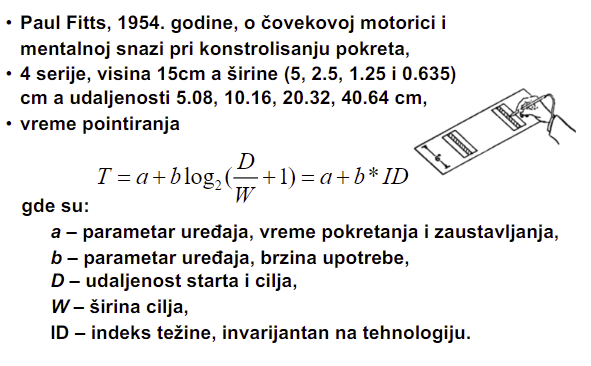 • Paul Fitts, 1954. godine, o čovekovoj motorici i
mentalnoj snazi pri konstrolisanju pokreta,
• 4 serije, visina 15cm a širine (5, 2.5, 1.25 i 0.635)
cm a udaljenosti 5.08, 10.16, 20.32, 40.64 cm,
• vreme pointiranja
T = a + b log₂(D/W + 1) = a + b * ID
gde su:
a – parametar uređaja, vreme pokretanja i zaustavljanja,
b – parametar uređaja, brzina upotrebe,
D – udaljenost starta i cilja,
W – širina cilja,
ID – indeks težine, invarijantan na tehnologiju.